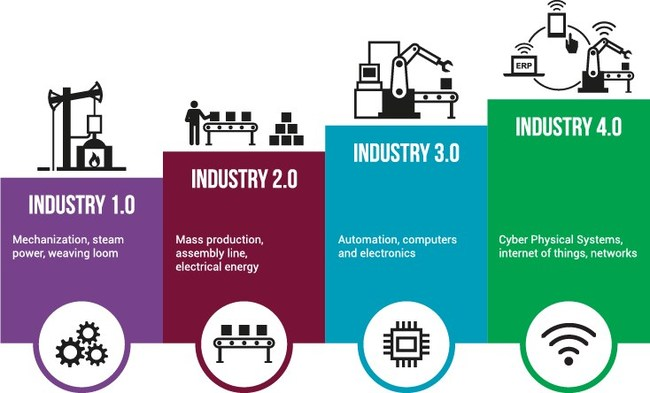 ERP
INDUSTRY 1.0
Mechanization, steam
power, weaving loom
INDUSTRY 2.0
Mass production,
assembly line,
electrical energy
INDUSTRY 3.0
Automation, computers
and electronics
INDUSTRY 4.0
Cyber Physical Systems,
internet of things, networks